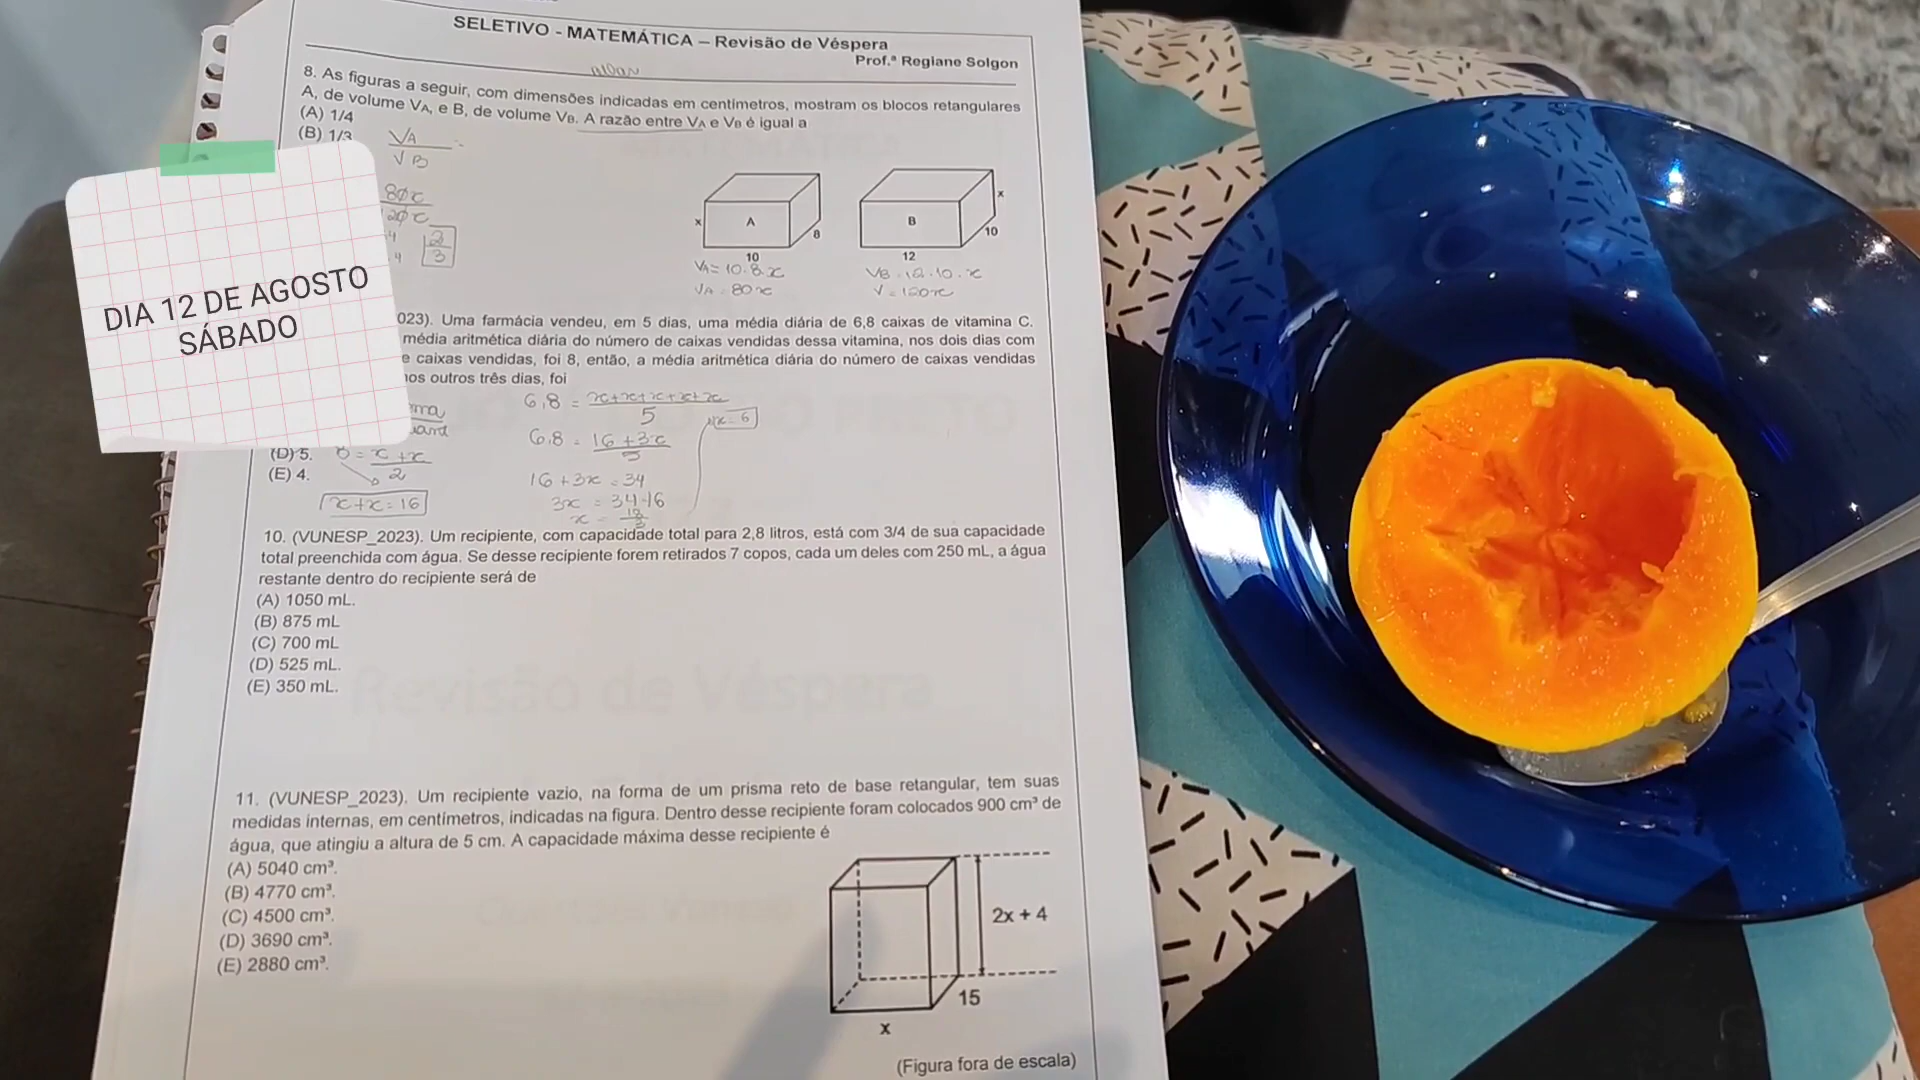 SELETIVO - MATEMÁTICA – Revisão de Véspera
Prof.ª Regiane Solgon
8. As figuras a seguir, com dimensões indicadas em centímetros, mostram os blocos retangulares
A, de volume VA, e B, de volume VB. A razão entre VA e VB é igual a
(A) 1/4
(B) 1/3
VA
VB
80x
120x
2
3
x
A
8
10
x
B
10
12
VA = 10.8.x
VA = 80x
VB = 12.10.x
V = 120x
DIA 12 DE AGOSTO
SÁBADO
023). Uma farmácia vendeu, em 5 dias, uma média diária de 6,8 caixas de vitamina C.
média aritmética diária do número de caixas vendidas dessa vitamina, nos dois dias com
e caixas vendidas, foi 8, então, a média aritmética diária do número de caixas vendidas
nos outros três dias, foi
(D) 5.
(E) 4.
8 = x + x
2
x+x = 16
6,8 = x+x+x+x+x
5
6,8 = 16 + 3x
5
16 + 3x = 34
3x = 34-16
x = 18
3
x = 6
10. (VUNESP_2023). Um recipiente, com capacidade total para 2,8 litros, está com 3/4 de sua capacidade
total preenchida com água. Se desse recipiente forem retirados 7 copos, cada um deles com 250 mL, a água
restante dentro do recipiente será de
(A) 1050 mL.
(B) 875 mL
(C) 700 mL
(D) 525 mL.
(E) 350 mL.
11. (VUNESP_2023). Um recipiente vazio, na forma de um prisma reto de base retangular, tem suas
medidas internas, em centímetros, indicadas na figura. Dentro desse recipiente foram colocados 900 cm³ de
água, que atingiu a altura de 5 cm. A capacidade máxima desse recipiente é
(A) 5040 cm³.
(B) 4770 cm³.
(C) 4500 cm³.
(D) 3690 cm³.
(E) 2880 cm³.
2x + 4
15
x
(Figura fora de escala)